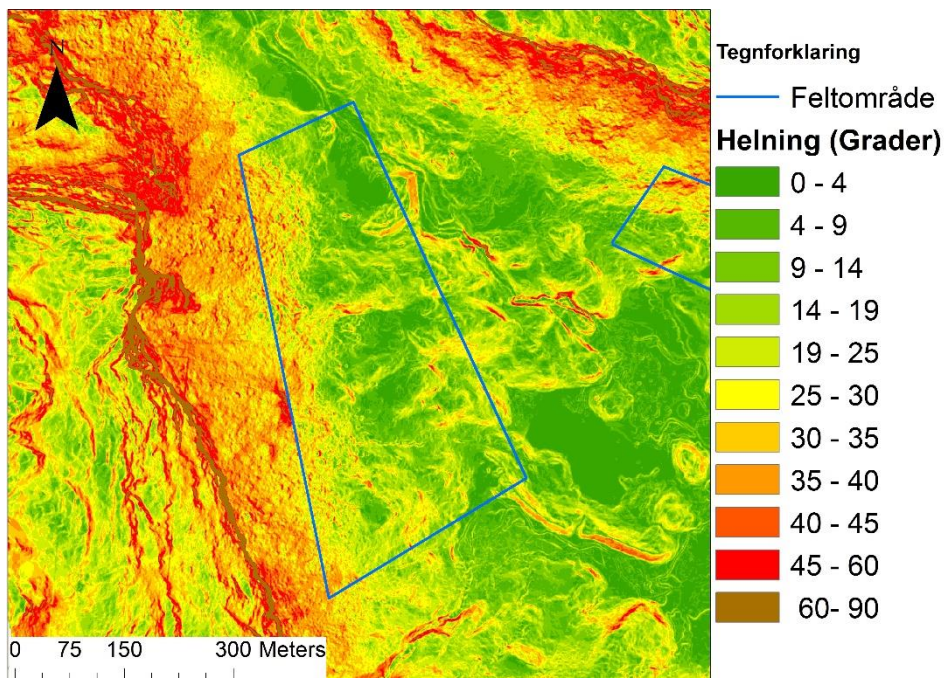 N
Tegnforklaring
Feltområde
Helning (Grader)
0 - 4
4 - 9
9 - 14
14 - 19
19 - 25
25 - 30
30 - 35
35 - 40
40 - 45
45 - 60
60- 90
0 75 150 300 Meters